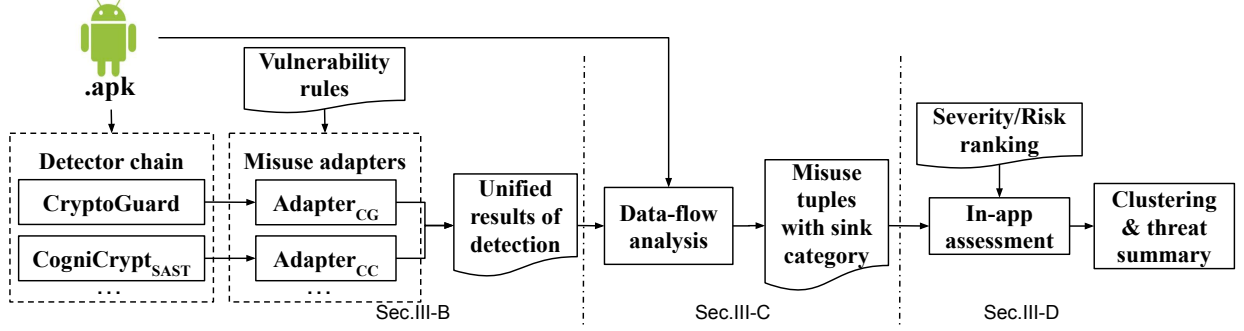 .apk
Vulnerability
rules
Detector chain
CryptoGuard
CogniCrypt_SAST
...
Misuse adapters
Adapter_CG
Adapter_CC
...
Unified
results of
detection
Sec.III-B
Data-flow
analysis
Misuse
tuples
with sink
category
Sec.III-C
Severity/Risk
ranking
In-app
assessment
Clustering
& threat
summary
Sec.III-D